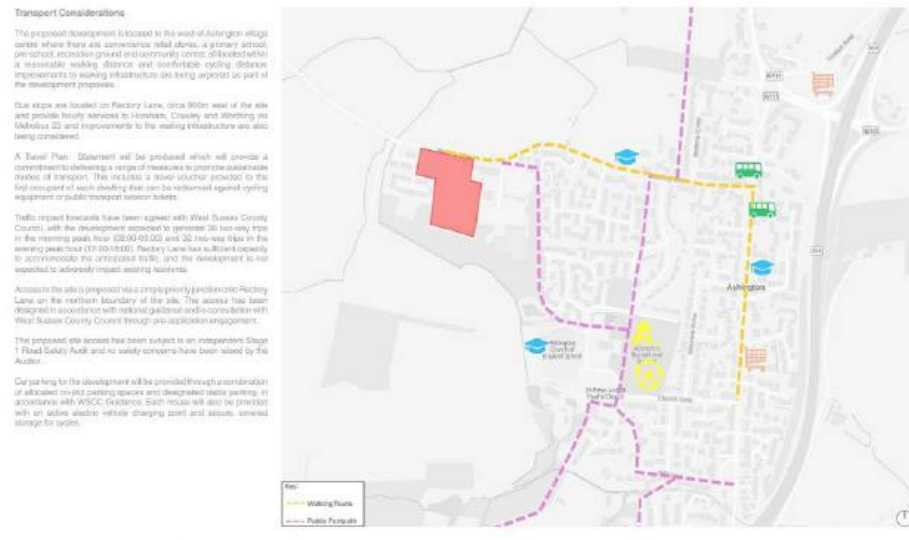 Transport Considerations
The proposed development is located to the west of Ashington village
centre where there are convenience retail stores, a primary school,
pre-school, recreation ground and community centre, all located within
a reasonable walking distance and comfortable cycling distance.
Improvements to walking infrastructure are being explored as part of
the development proposals.
Bus stops are located on Rectory Lane, circa east of the site
and provide hourly services to Horsham, Crawley and Worthing via
Metrobus 23 and improvements to the walking infrastructure are also
being considered.
A Travel Plan Statement will be produced which will provide a
commitment to delivering a range of measures to promote sustainable
modes of transport. This includes a travel voucher provided to the
first occupant of each dwelling that can be redeemed against cycling
equipment or public transport season tickets.
Traffic impact forecasts have been agreed with West Sussex County
Council, with the development expected to generate two-way trips
in the morning peak hour (08:00-09:00) and 32 two-way trips in the
evening peak hour (17:00-18:00). Rectory Lane has sufficient capacity
to accommodate the anticipated traffic, and the development is not
expected to adversely impact existing residents.
Access to the site is proposed via a simple priority junction onto Rectory
Lane on the northern boundary of the site. The access has been
designed in accordance with national guidance and in consultation with
West Sussex County Council through pre-application engagement.
The proposed site access has been subject to an independent Stage
1 Road Safety Audit and no safety concerns have been raised by the
Auditor.
Car parking for the development will be provided through a combination
of allocated on-plot parking spaces and designated visitor parking, in
accordance with WSCC Guidance. Each house will also be provided
with an active electric vehicle charging point and secure, covered
storage for cycles.
Ashington
Ashington
Church of
England School
Ashington
St Peter and St
Paul's Church
Church Lane
Key:
Walking Route
Public Footpath